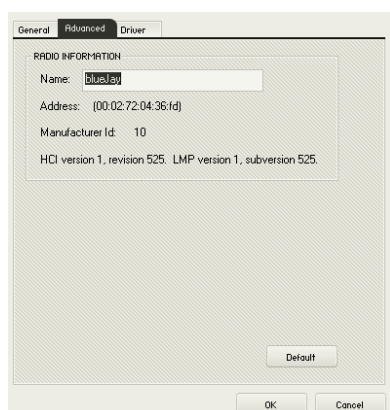 General Advanced Driver
RADIO INFORMATION
Name: blueJay
Address: (00:02:72:04:36:fd)
Manufacturer Id: 10
HCI version 1, revision 525. LMP version 1, subversion 525.
Default
OK Cancel